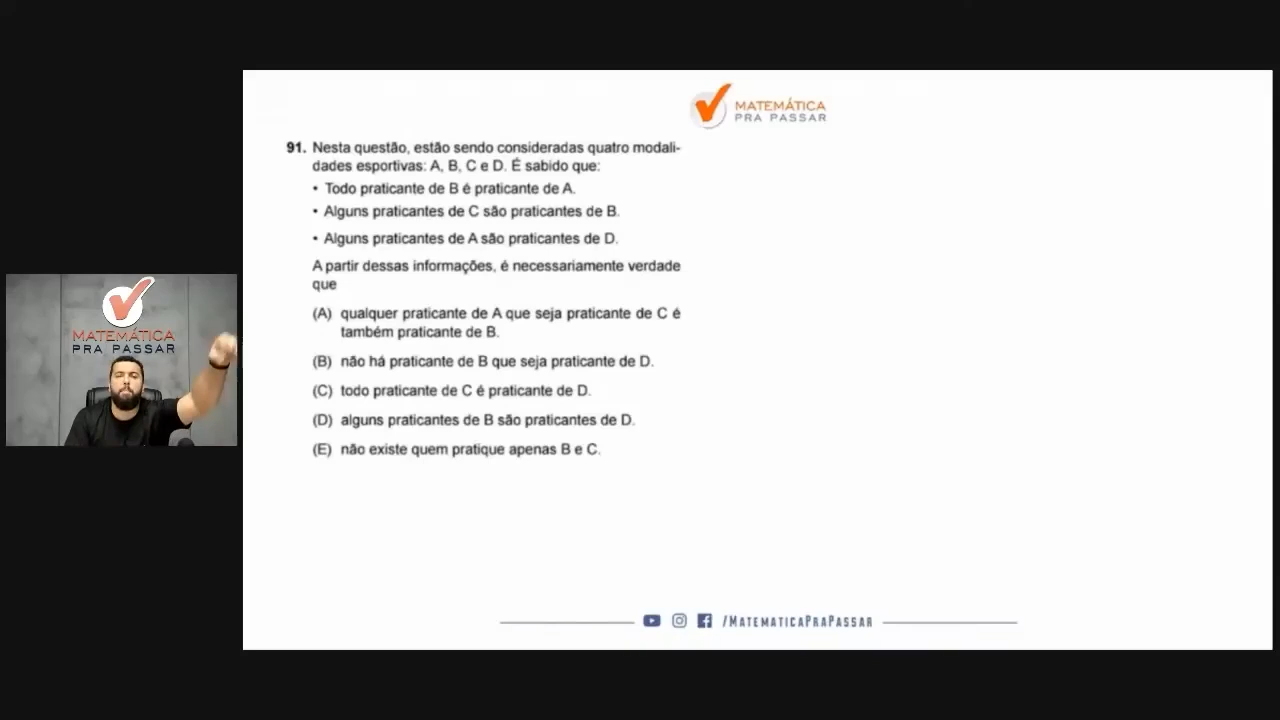 MATEMÁTICA
PRA PASSAR
91. Nesta questão, estão sendo consideradas quatro modali-
dades esportivas: A, B, C e D. É sabido que:
• Todo praticante de B é praticante de A.
• Alguns praticantes de C são praticantes de B.
• Alguns praticantes de A são praticantes de D.
A partir dessas informações, é necessariamente verdade
que
(A) qualquer praticante de A que seja praticante de C é
também praticante de B.
(B) não há praticante de B que seja praticante de D.
(C) todo praticante de C é praticante de D.
(D) alguns praticantes de B são praticantes de D.
(E) não existe quem pratique apenas B e C.
MATEMÁTICA
PRA PASSAR
/MATEMATICAPRAPASSAR